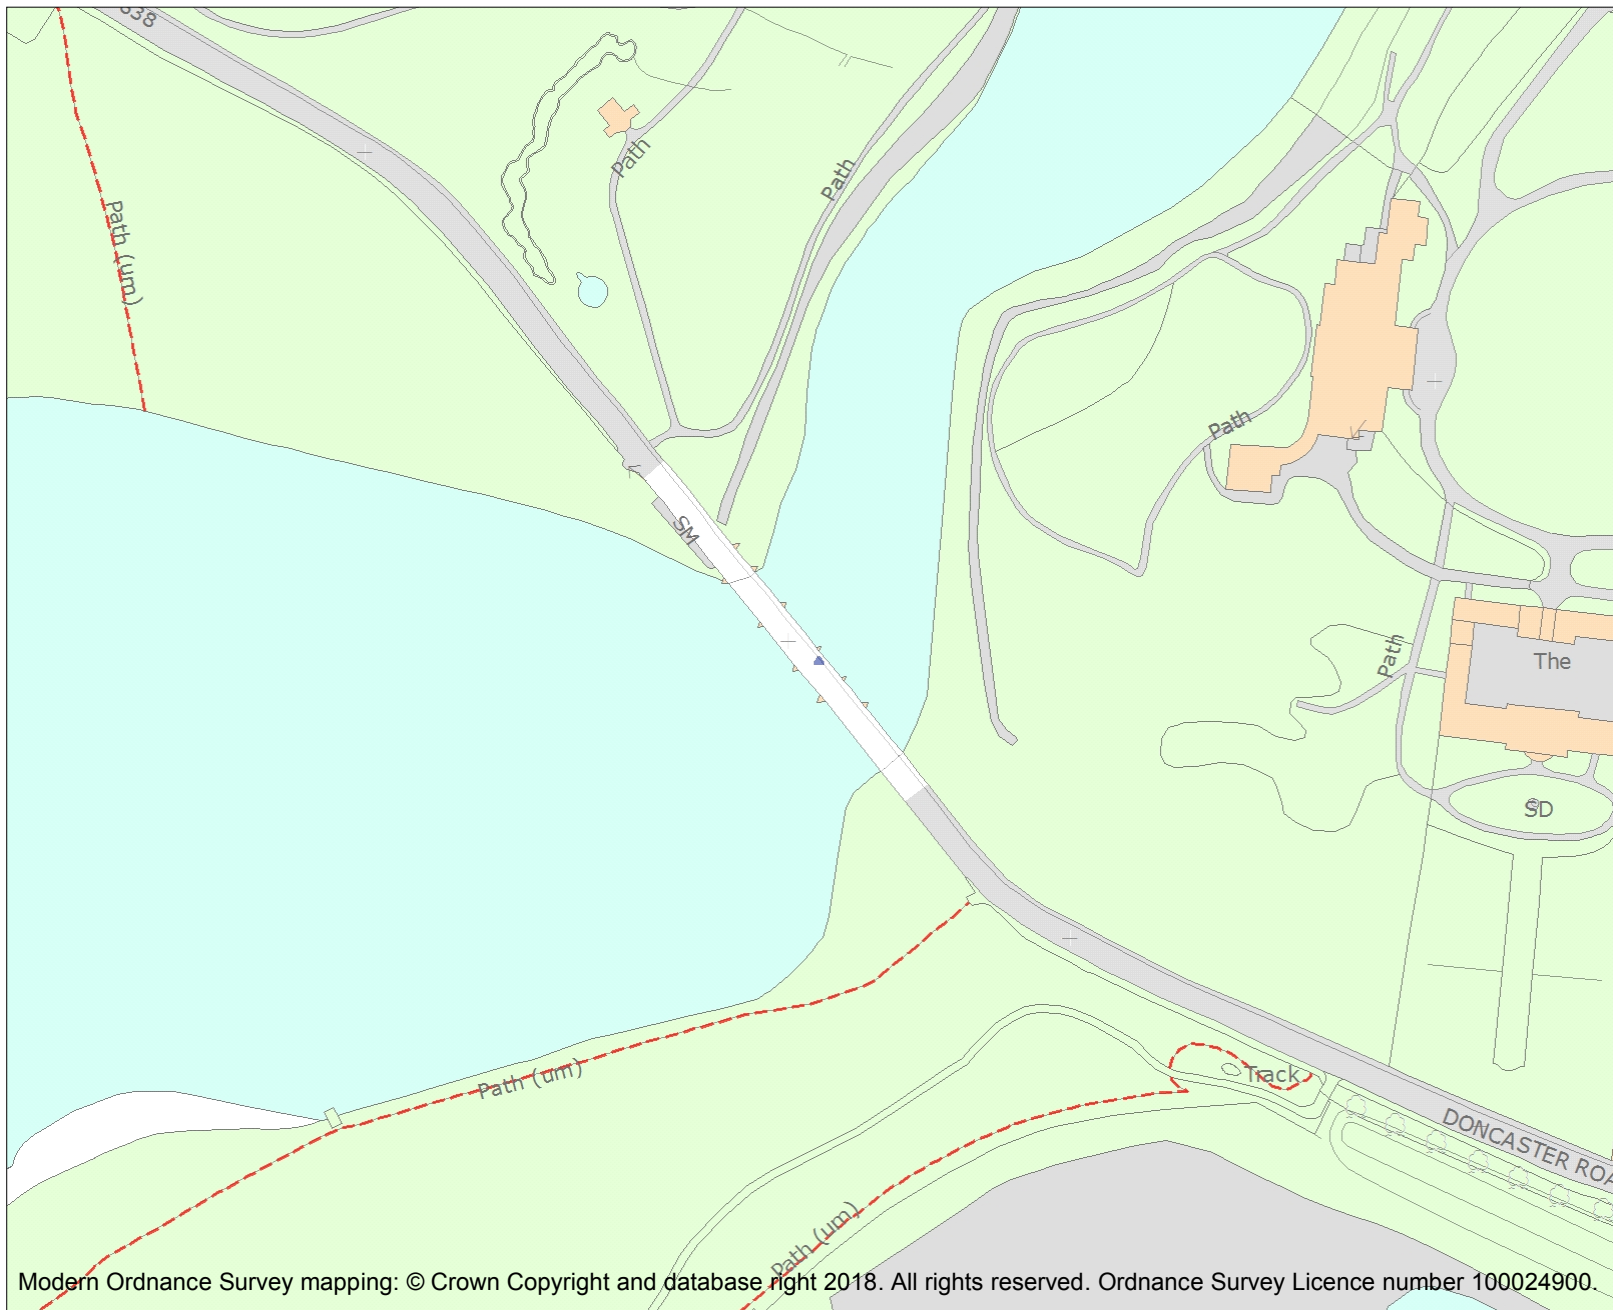 638
Path
Path
Path (um)
Path
SM
Path
The
SD
Path (um)
Track
DONCASTER ROA
Path (um)
Modern Ordnance Survey mapping: © Crown Copyright and database right 2018. All rights reserved. Ordnance Survey Licence number 100024900.